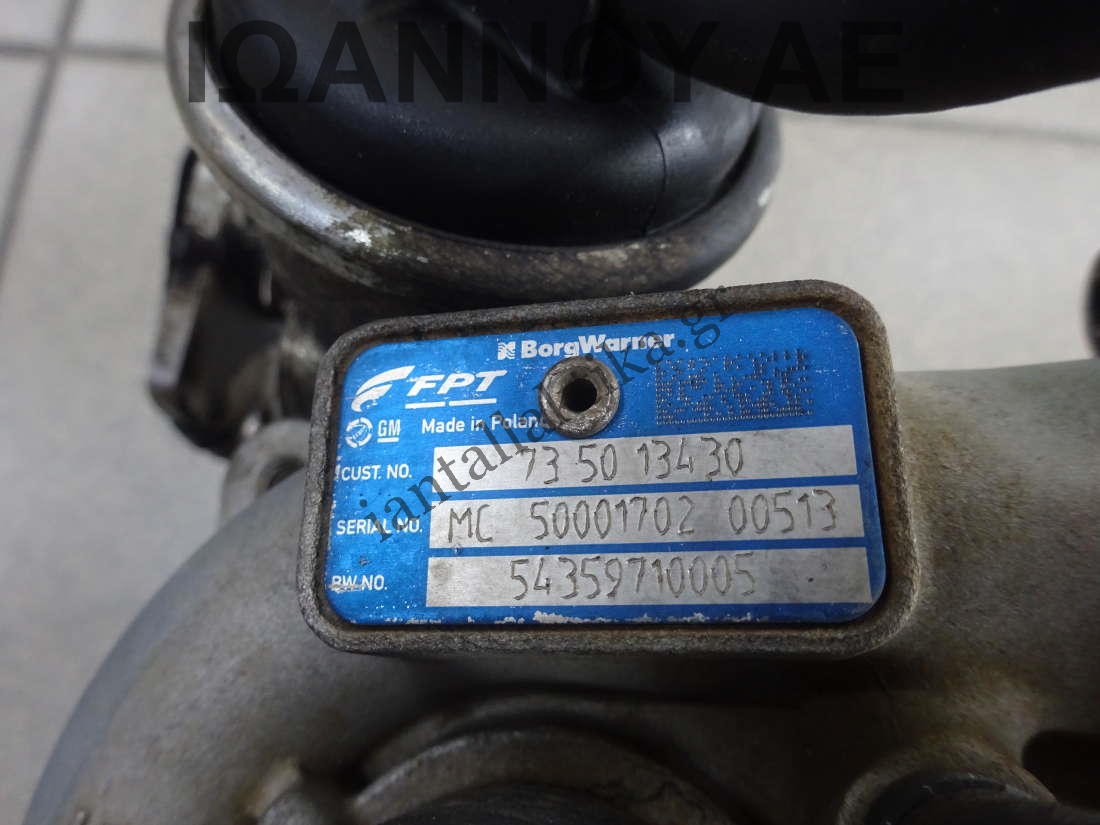 ΙΩΑΝΝΟΥ ΑΕ
BorgWarner
FPT
GM Made in Polan
CUST. NO. 73 50 13430
SERIAL NO. MC 50001702 00513
BW NO. 54359710005
iantallaktika.gr